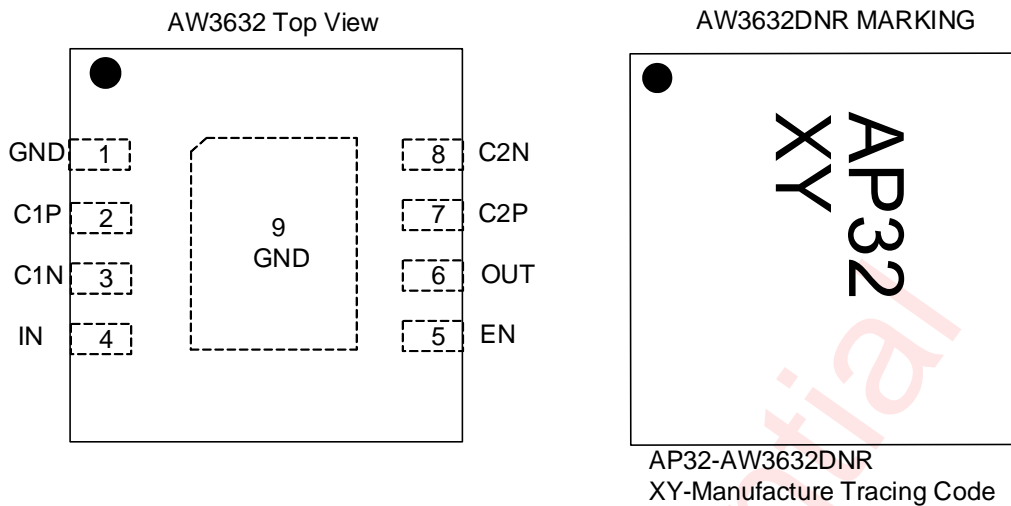 AW3632 Top View
GND 1
C1P 2
C1N 3
IN 4
9
GND
8 C2N
7 C2P
6 OUT
5 EN
AW3632DNR MARKING
AP32
XY
AP32-AW3632DNR
XY-Manufacture Tracing Code